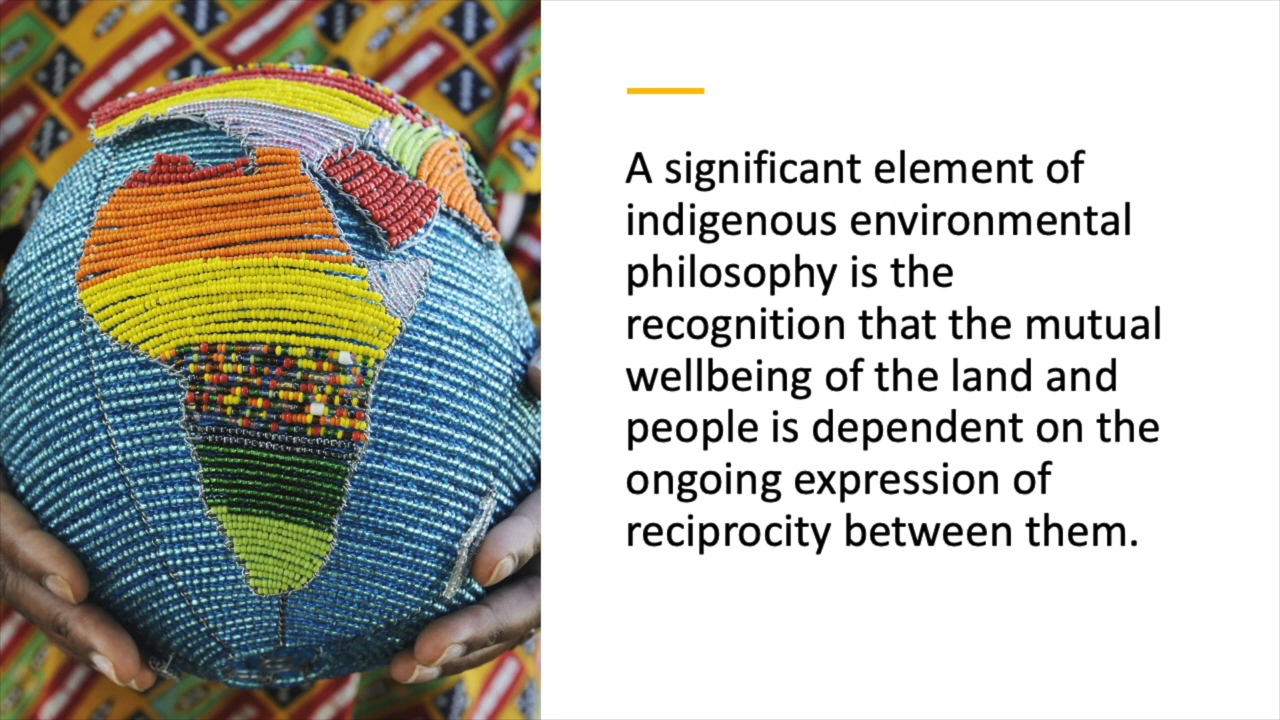 A significant element of
indigenous environmental
philosophy is the
recognition that the mutual
wellbeing of the land and
people is dependent on the
ongoing expression of
reciprocity between them.